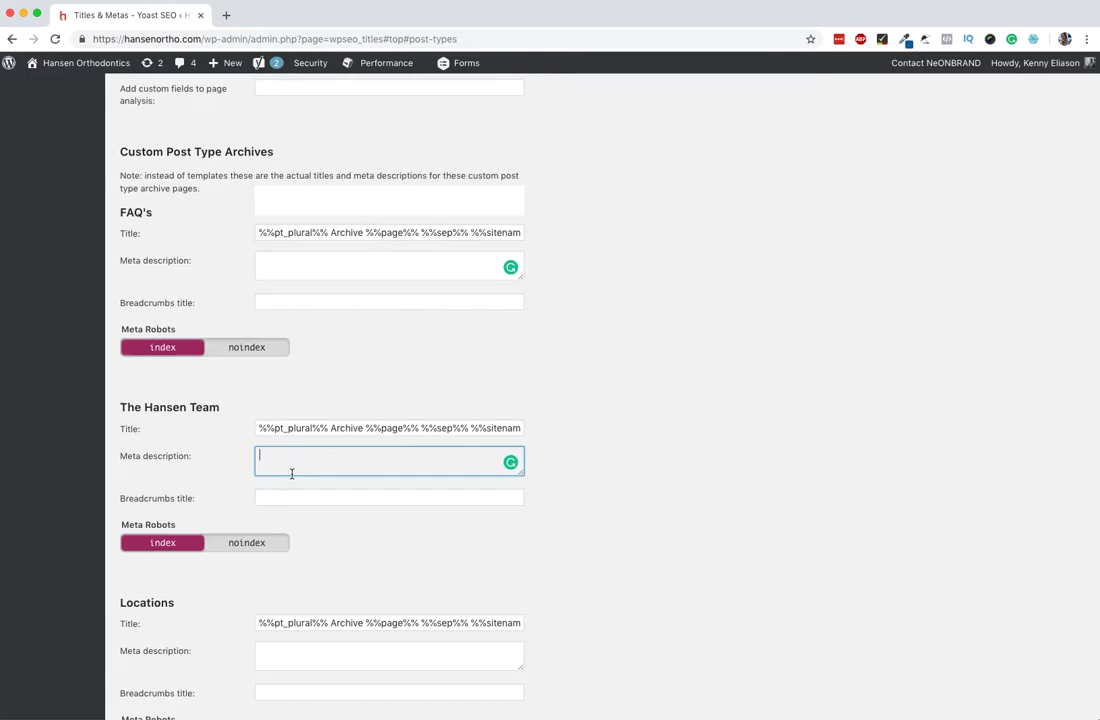 Titles & Metas - Yoast SEO ‹ H
https://hansenortho.com/wp-admin/admin.php?page=wpseo_titles#top#post-types
Hansen Orthodontics 2 4 New 2 Security Performance Forms Contact NeONBRAND Howdy, Kenny Eliason
Add custom fields to page
analysis:
Custom Post Type Archives
Note: instead of templates these are the actual titles and meta descriptions for these custom post
type archive pages.
FAQ's
Title: %%pt_plural%% Archive %%page%% %%sep%% %%sitenam
Meta description:
Breadcrumbs title:
Meta Robots
index noindex
The Hansen Team
Title: %%pt_plural%% Archive %%page%% %%sep%% %%sitenam
Meta description:
Breadcrumbs title:
Meta Robots
index noindex
Locations
Title: %%pt_plural%% Archive %%page%% %%sep%% %%sitenam
Meta description:
Breadcrumbs title:
Meta Robots